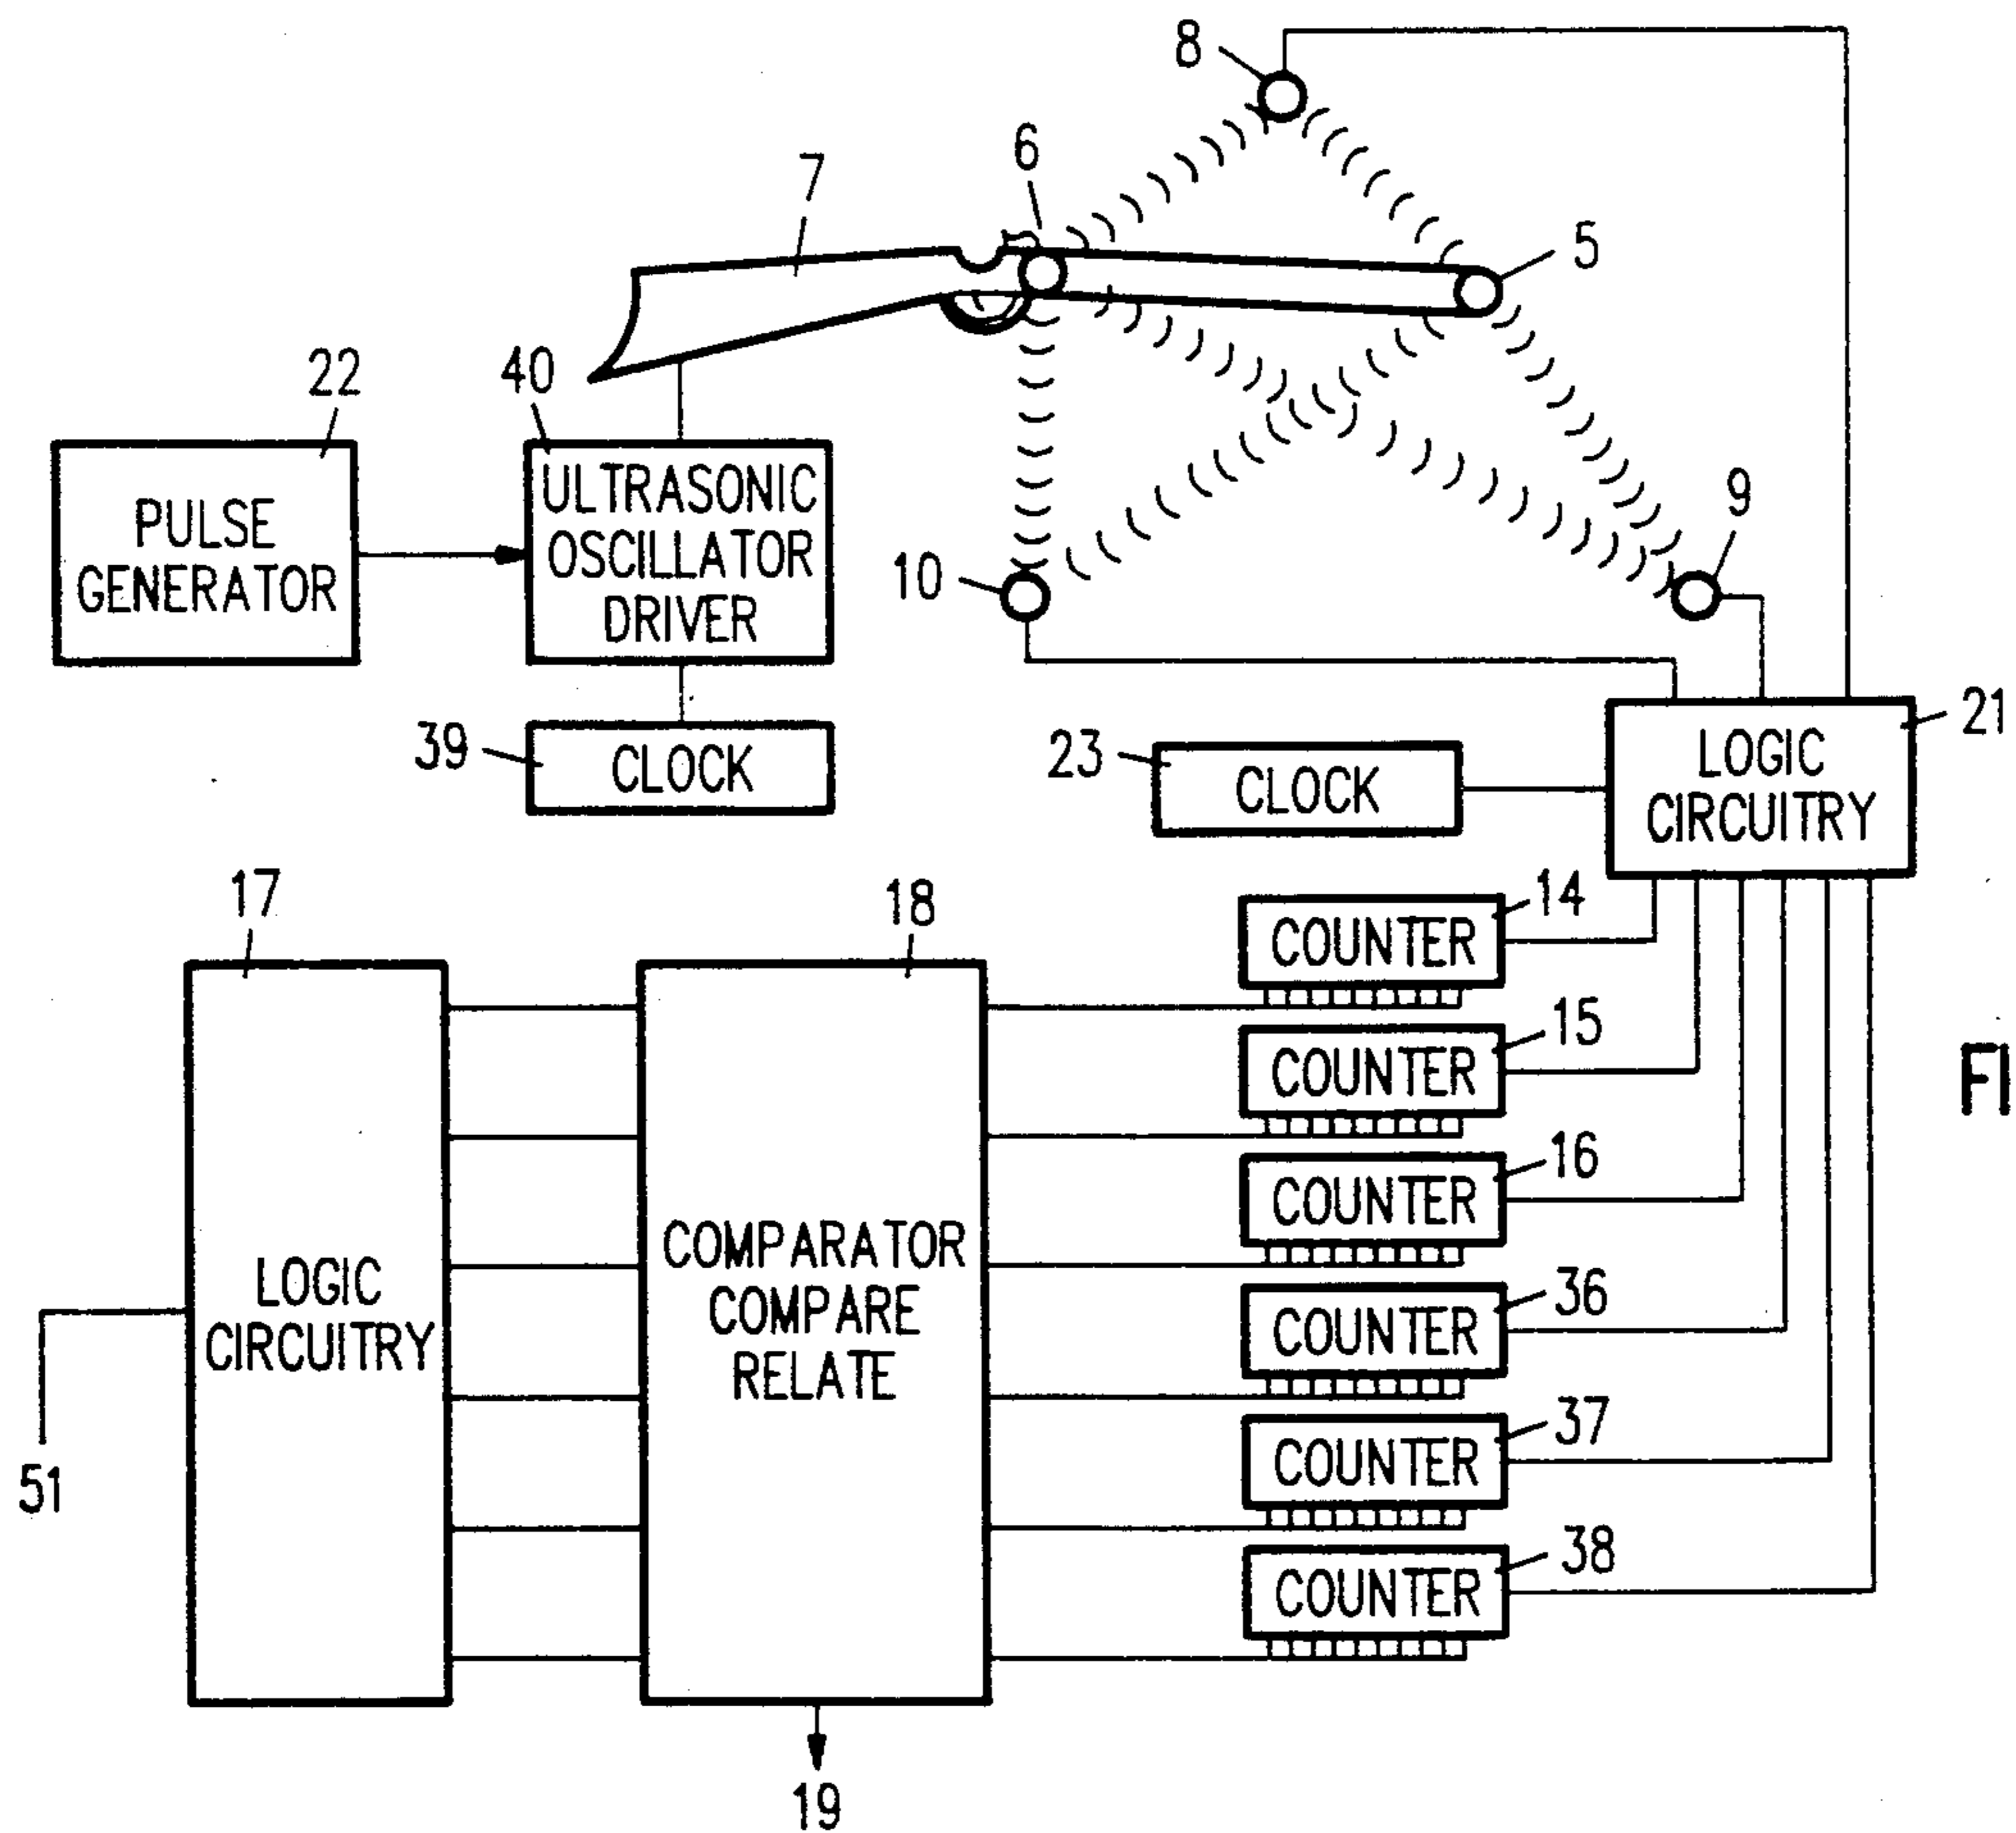 8
6
7
5
22
40
PULSE
GENERATOR
ULTRASONIC
OSCILLATOR
DRIVER
10
9
39
CLOCK
23
CLOCK
21
LOGIC
CIRCUITRY
17
18
14
COUNTER
15
COUNTER
16
COUNTER
36
COUNTER
37
COUNTER
38
COUNTER
LOGIC
CIRCUITRY
COMPARATOR
COMPARE
RELATE
51
19
FI